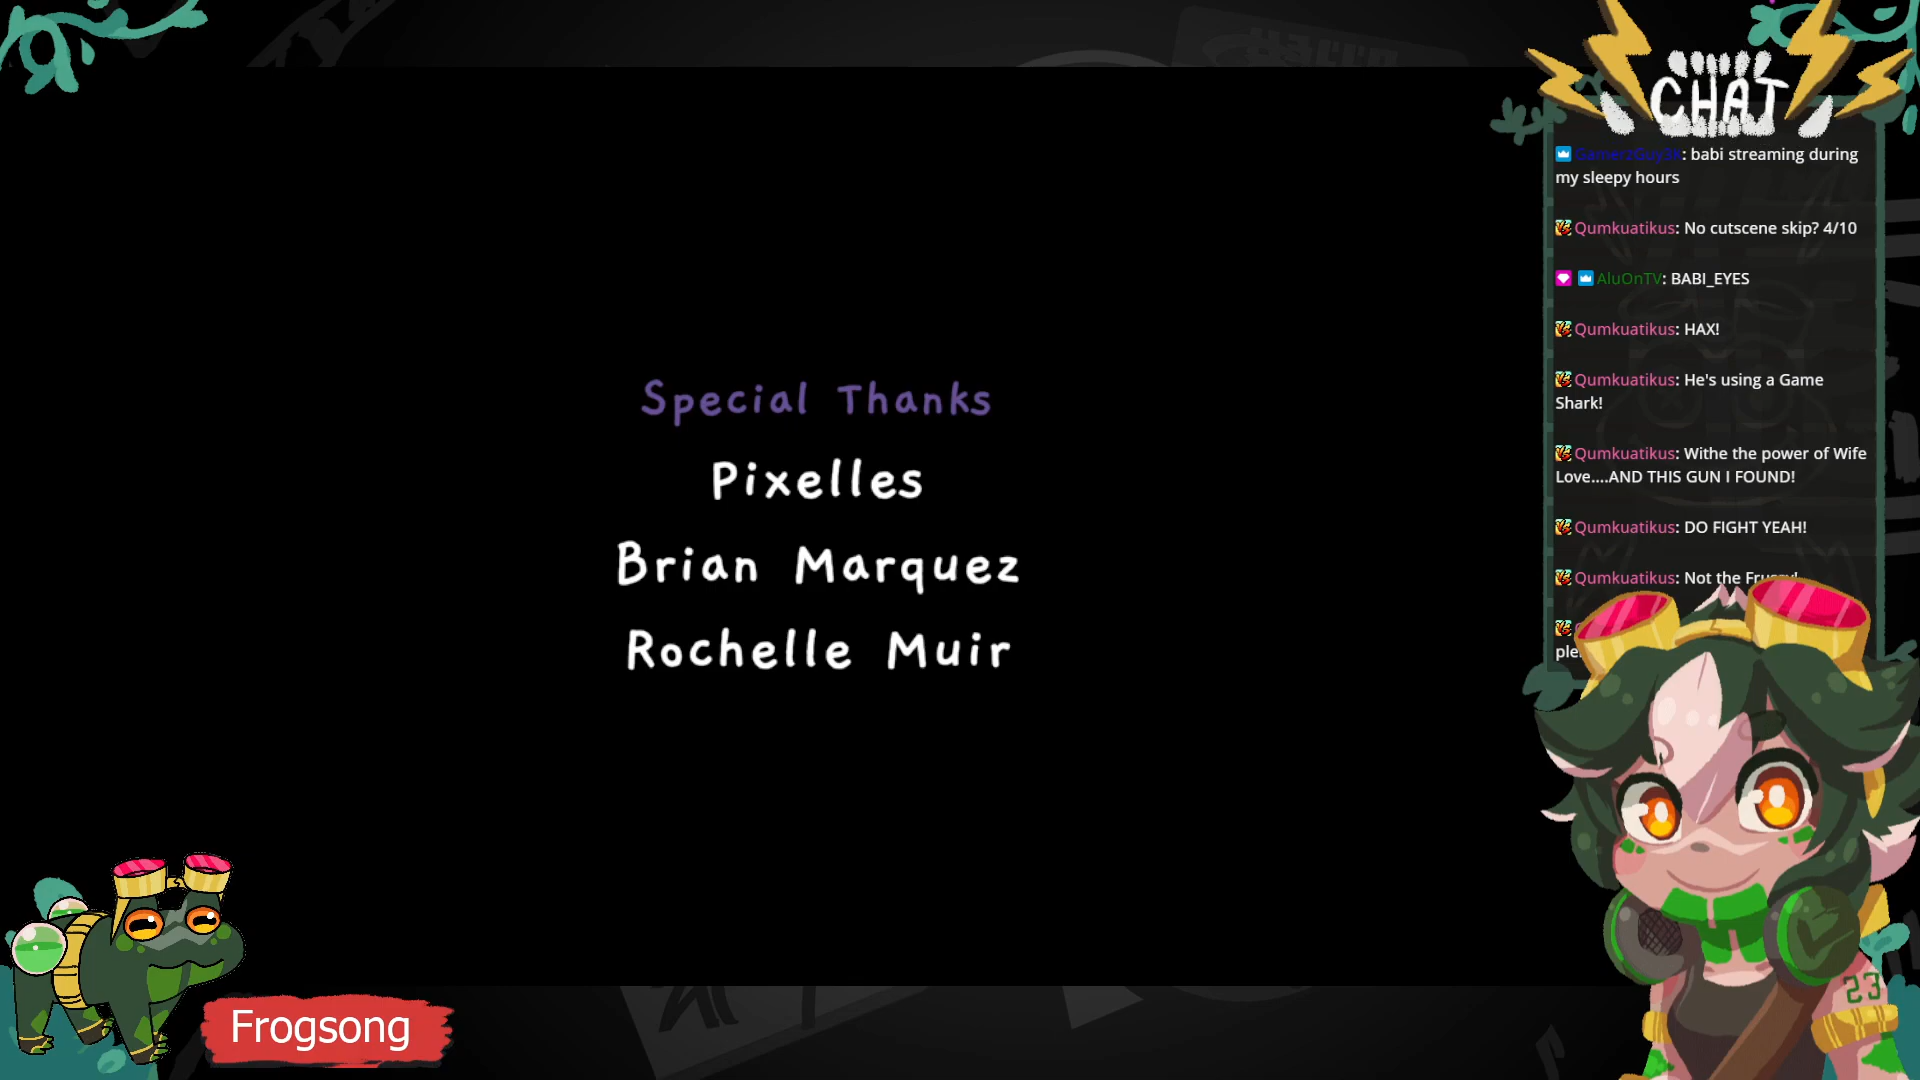 CHAT
GamerzGuy3K: babi streaming during
my sleepy hours
Qumkuatikus: No cutscene skip? 4/10
AluOnTV: BABI_EYES
Qumkuatikus: HAX!
Qumkuatikus: He's using a Game
Shark!
Qumkuatikus: Withe the power of Wife
Love....AND THIS GUN I FOUND!
Qumkuatikus: DO FIGHT YEAH!
Qumkuatikus: Not the
Special Thanks
Pixelles
Brian Marquez
Rochelle Muir
23
Frogsong